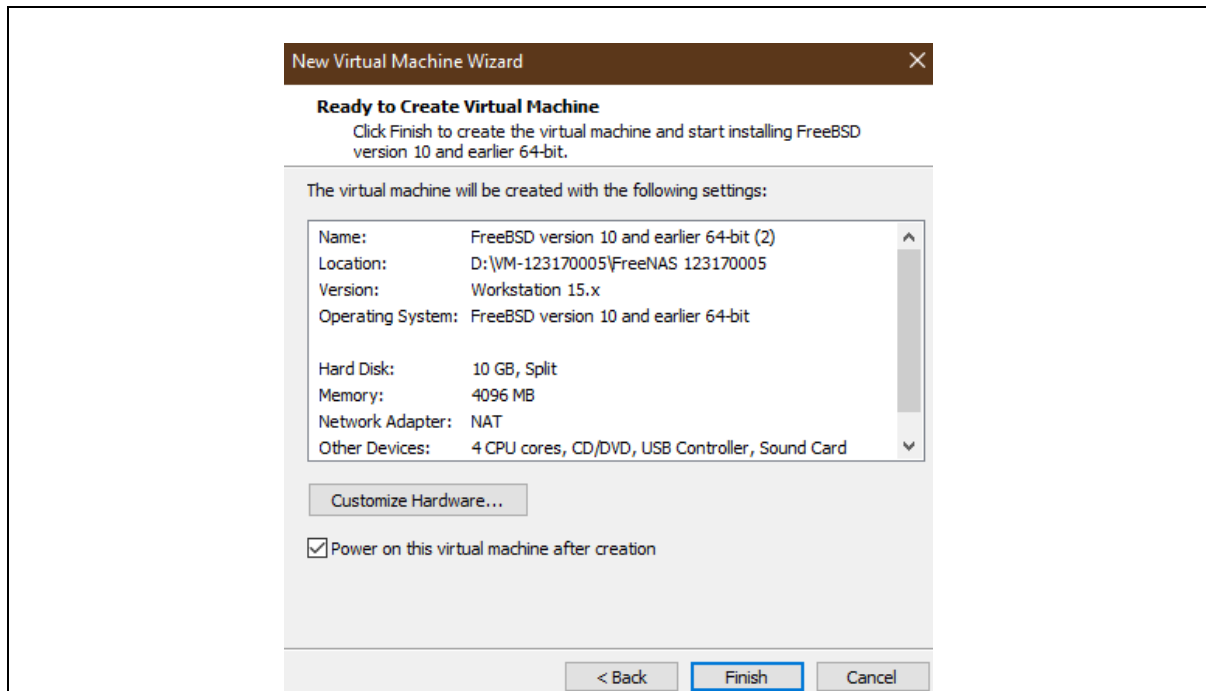 New Virtual Machine Wizard
Ready to Create Virtual Machine
Click Finish to create the virtual machine and start installing FreeBSD
version 10 and earlier 64-bit.
The virtual machine will be created with the following settings:
Name: FreeBSD version 10 and earlier 64-bit (2)
Location: D:\VM-123170005\FreeNAS 123170005
Version: Workstation 15.x
Operating System: FreeBSD version 10 and earlier 64-bit
Hard Disk: 10 GB, Split
Memory: 4096 MB
Network Adapter: NAT
Other Devices: 4 CPU cores, CD/DVD, USB Controller, Sound Card
Customize Hardware...
Power on this virtual machine after creation
< Back Finish Cancel